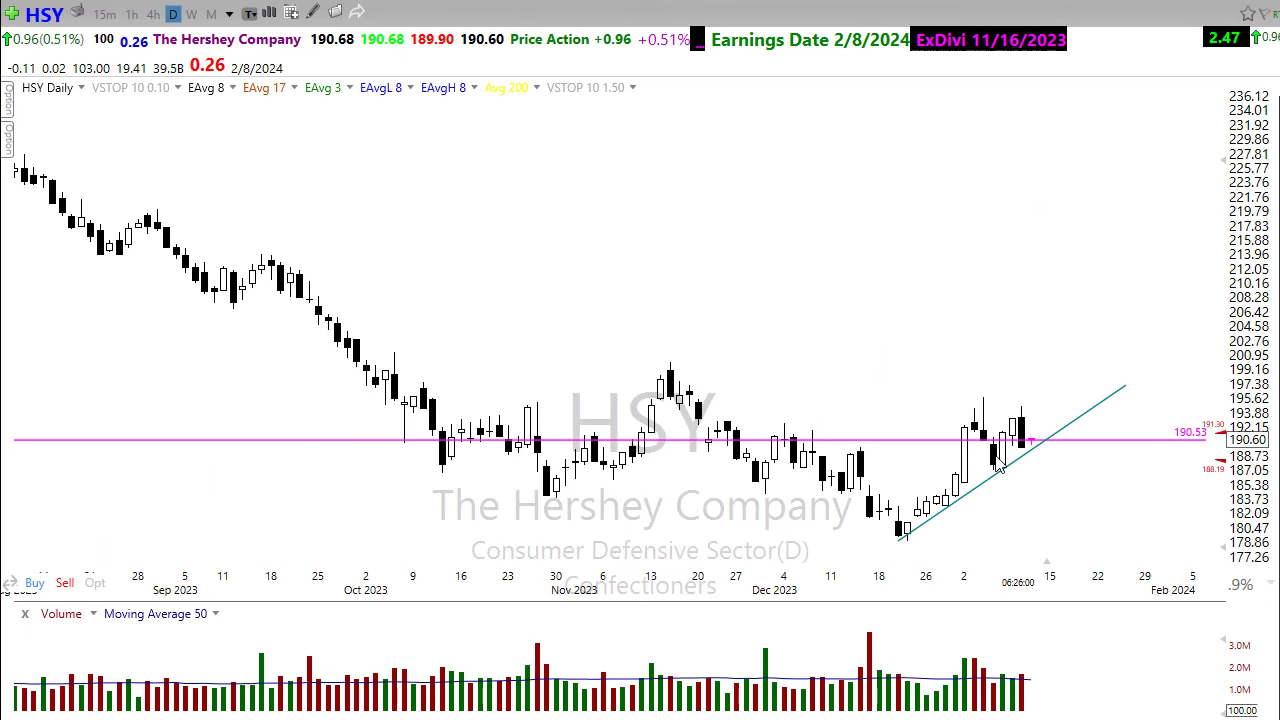 HSY 15m 1h 4h D W M T
0.96(0.51%) 100 0.26 The Hershey Company 190.68 190.68 189.90 190.60 Price Action +0.96 +0.51% Earnings Date 2/8/2024 ExDivi 11/16/2023 2.47 0.96
-0.11 0.02 103.00 19.41 39.5B 0.26 2/8/2024
Option
Option
HSY Daily VSTOP 10 0.10 EAvg 8 EAvg 17 EAvg 3 EAvgL 8 EAvgH 8 Avg 200 VSTOP 10 1.50
236.12
234.01
231.92
229.86
227.81
225.77
223.76
221.76
219.79
217.83
215.88
213.96
212.05
210.16
208.28
206.42
204.58
202.76
200.95
199.16
197.38
195.62
193.88
192.15
191.30
190.53
190.60
188.73
188.19
187.05
185.38
183.73
182.09
180.47
178.86
177.26
HSY
The Hershey Company
Consumer Defensive Sector(D)
Confectioners
28 5 11 18 25 2 9 16 23 30 6 13 20 27 4 11 18 26 2 06:26:00 15 22 29 5
Buy Sell Opt .9%
Sep 2023 Oct 2023 Nov 2023 Dec 2023 Feb 2024
x Volume Moving Average 50
3.0M
2.0M
1.0M
100.00